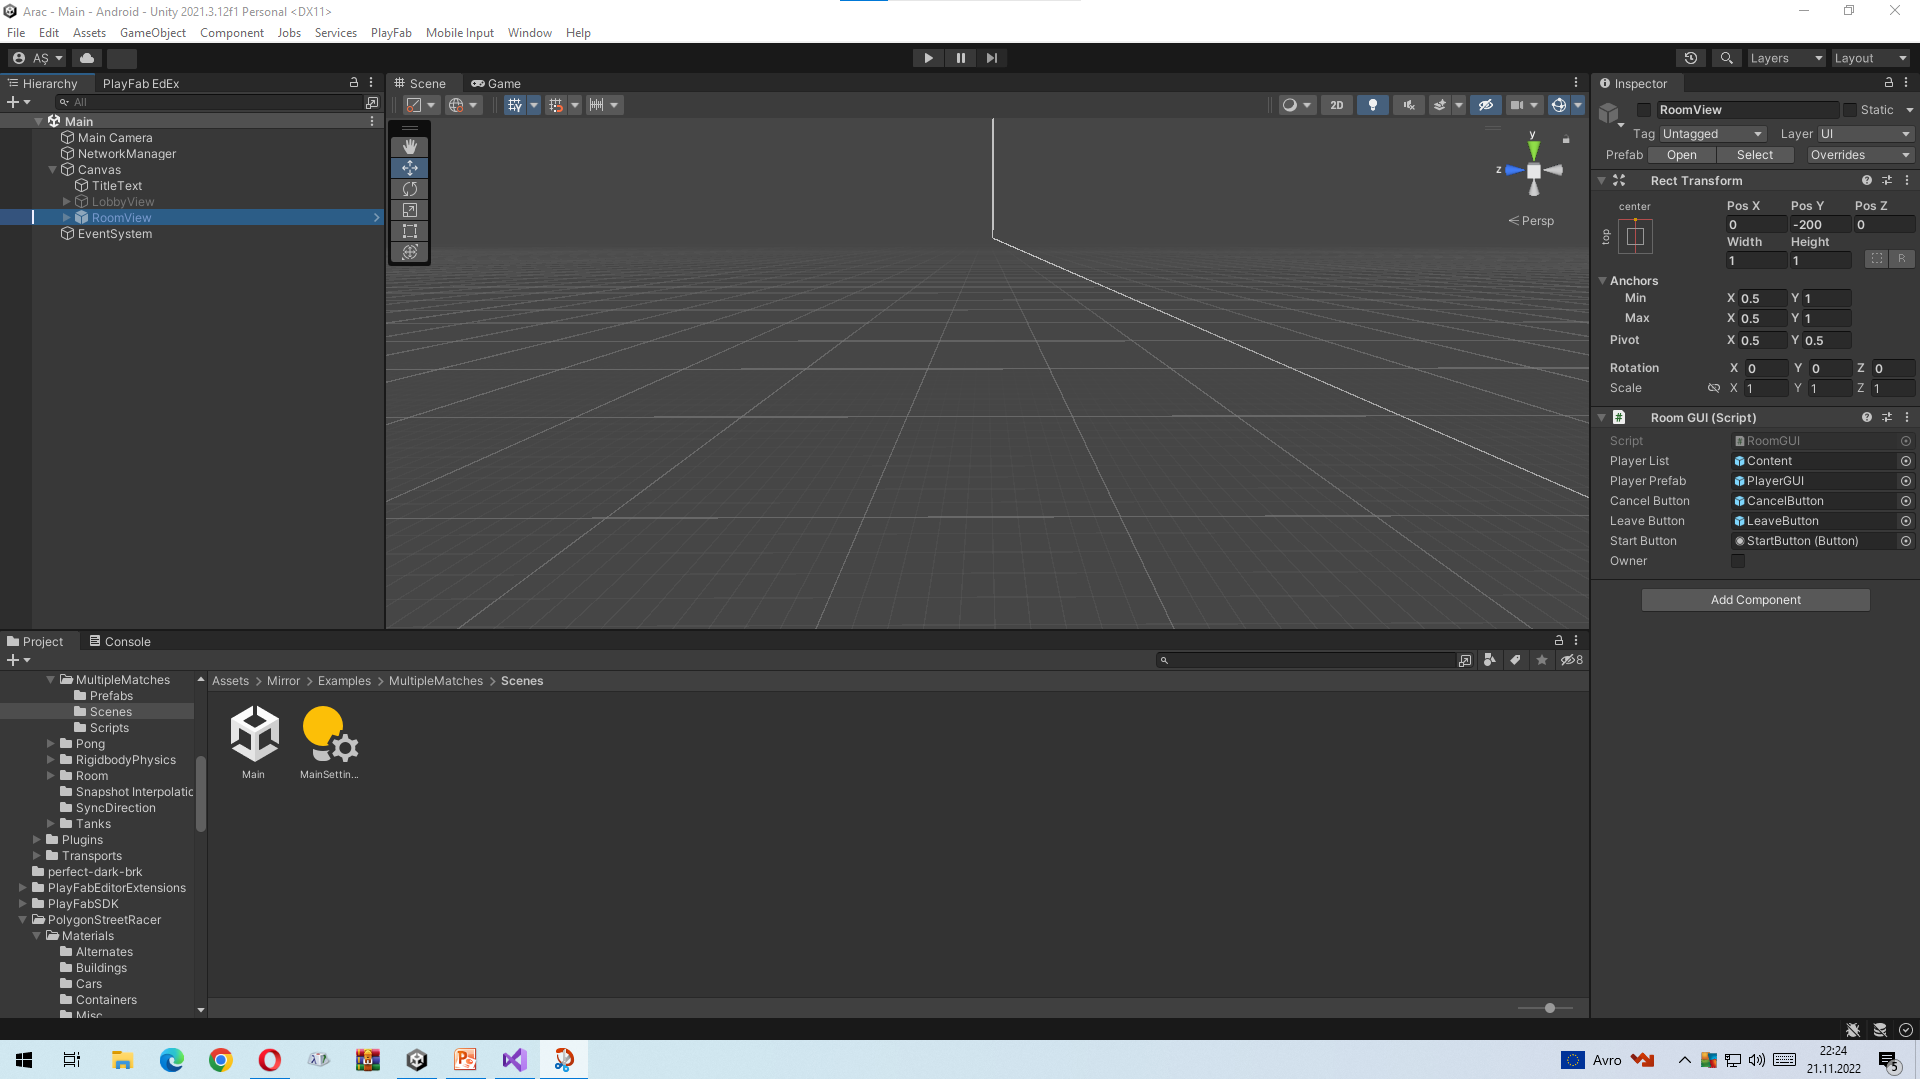 Arac - Main - Android - Unity 2021.3.12f1 Personal <DX11>
File Edit Assets GameObject Component Jobs Services PlayFab Mobile Input Window Help
AŞ
Layers
Layout
Hierarchy
PlayFab EdEx
Scene
Game
Inspector
All
2D
Main
Main Camera
NetworkManager
Canvas
TitleText
LobbyView
RoomView
EventSystem
y
z
Persp
RoomView
Static
Tag Untagged
Layer UI
Prefab Open Select Overrides
Rect Transform
center
top
Pos X Pos Y Pos Z
0 -200 0
Width Height
1 1
R
Anchors
Min X 0.5 Y 1
Max X 0.5 Y 1
Pivot X 0.5 Y 0.5
Rotation X 0 Y 0 Z 0
Scale X 1 Y 1 Z 1
# Room GUI (Script)
Script RoomGUI
Player List Content
Player Prefab PlayerGUI
Cancel Button CancelButton
Leave Button LeaveButton
Start Button StartButton (Button)
Owner
Add Component
Project
Console
8
MultipleMatches
Prefabs
Scenes
Scripts
Pong
RigidbodyPhysics
Room
Snapshot Interpolatic
SyncDirection
Tanks
Plugins
Transports
perfect-dark-brk
PlayFabEditorExtensions
PlayFabSDK
PolygonStreetRacer
Materials
Alternates
Buildings
Cars
Containers
Misc
Assets > Mirror > Examples > MultipleMatches > Scenes
Main
MainSettin...
Avro
22:24
21.11.2022
5